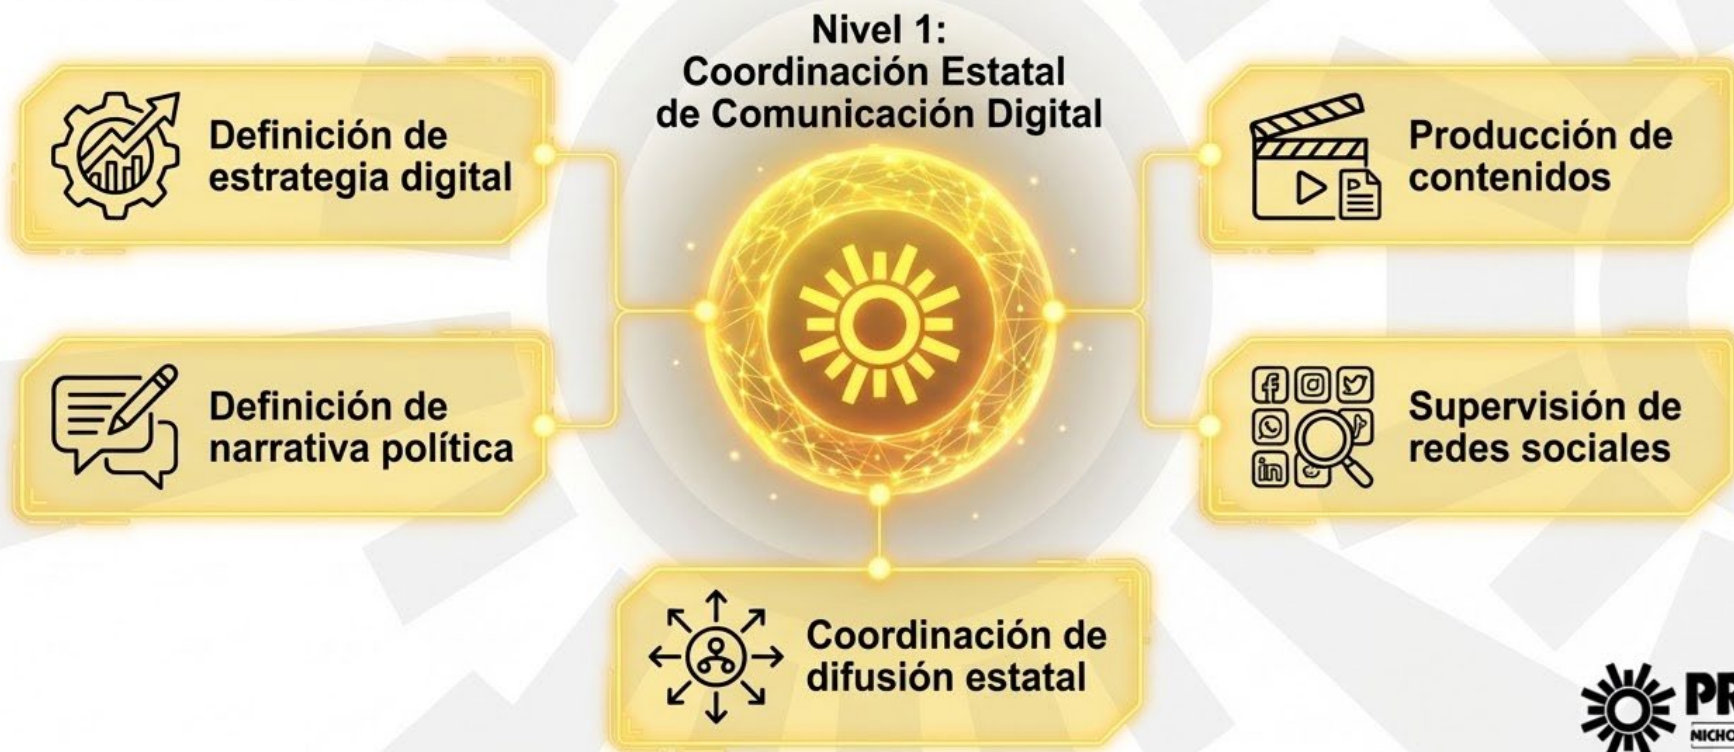 Nivel 1:
Coordinación Estatal
de Comunicación Digital
Definición de
estrategia digital
Definición de
narrativa política
Producción de
contenidos
Supervisión de
redes sociales
Coordinación de
difusión estatal